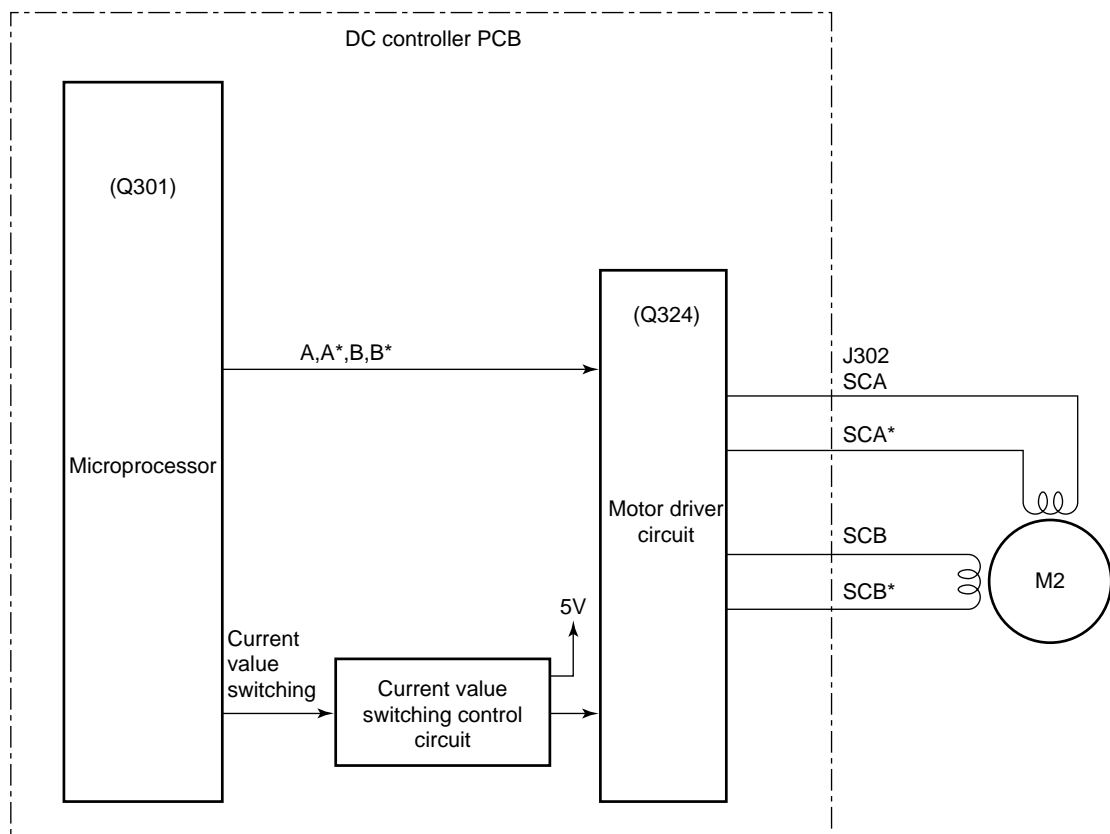 DC controller PCB
(Q301)
Microprocessor
A,A*,B,B*
(Q324)
Motor driver
circuit
J302
SCA
SCA*
SCB
SCB*
M2
5V
Current
value
switching
Current value
switching control
circuit